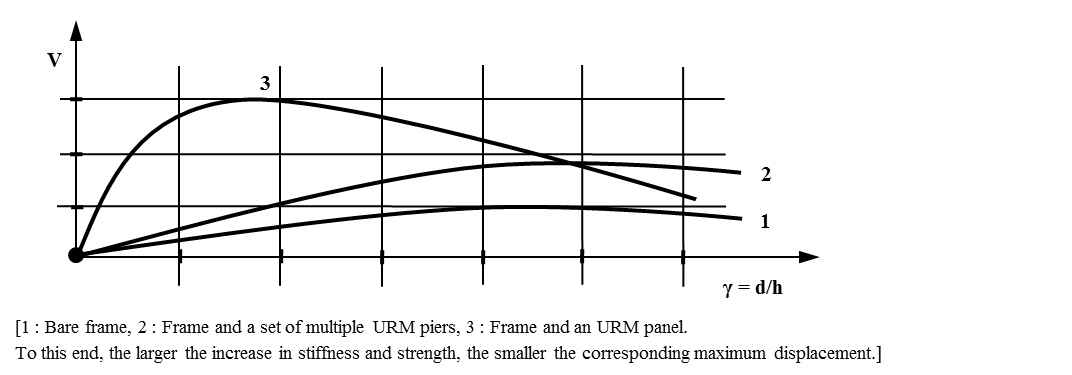 V
3
2
1
γ = d/h
[1 : Bare frame, 2 : Frame and a set of multiple URM piers, 3 : Frame and an URM panel.
To this end, the larger the increase in stiffness and strength, the smaller the corresponding maximum displacement.]